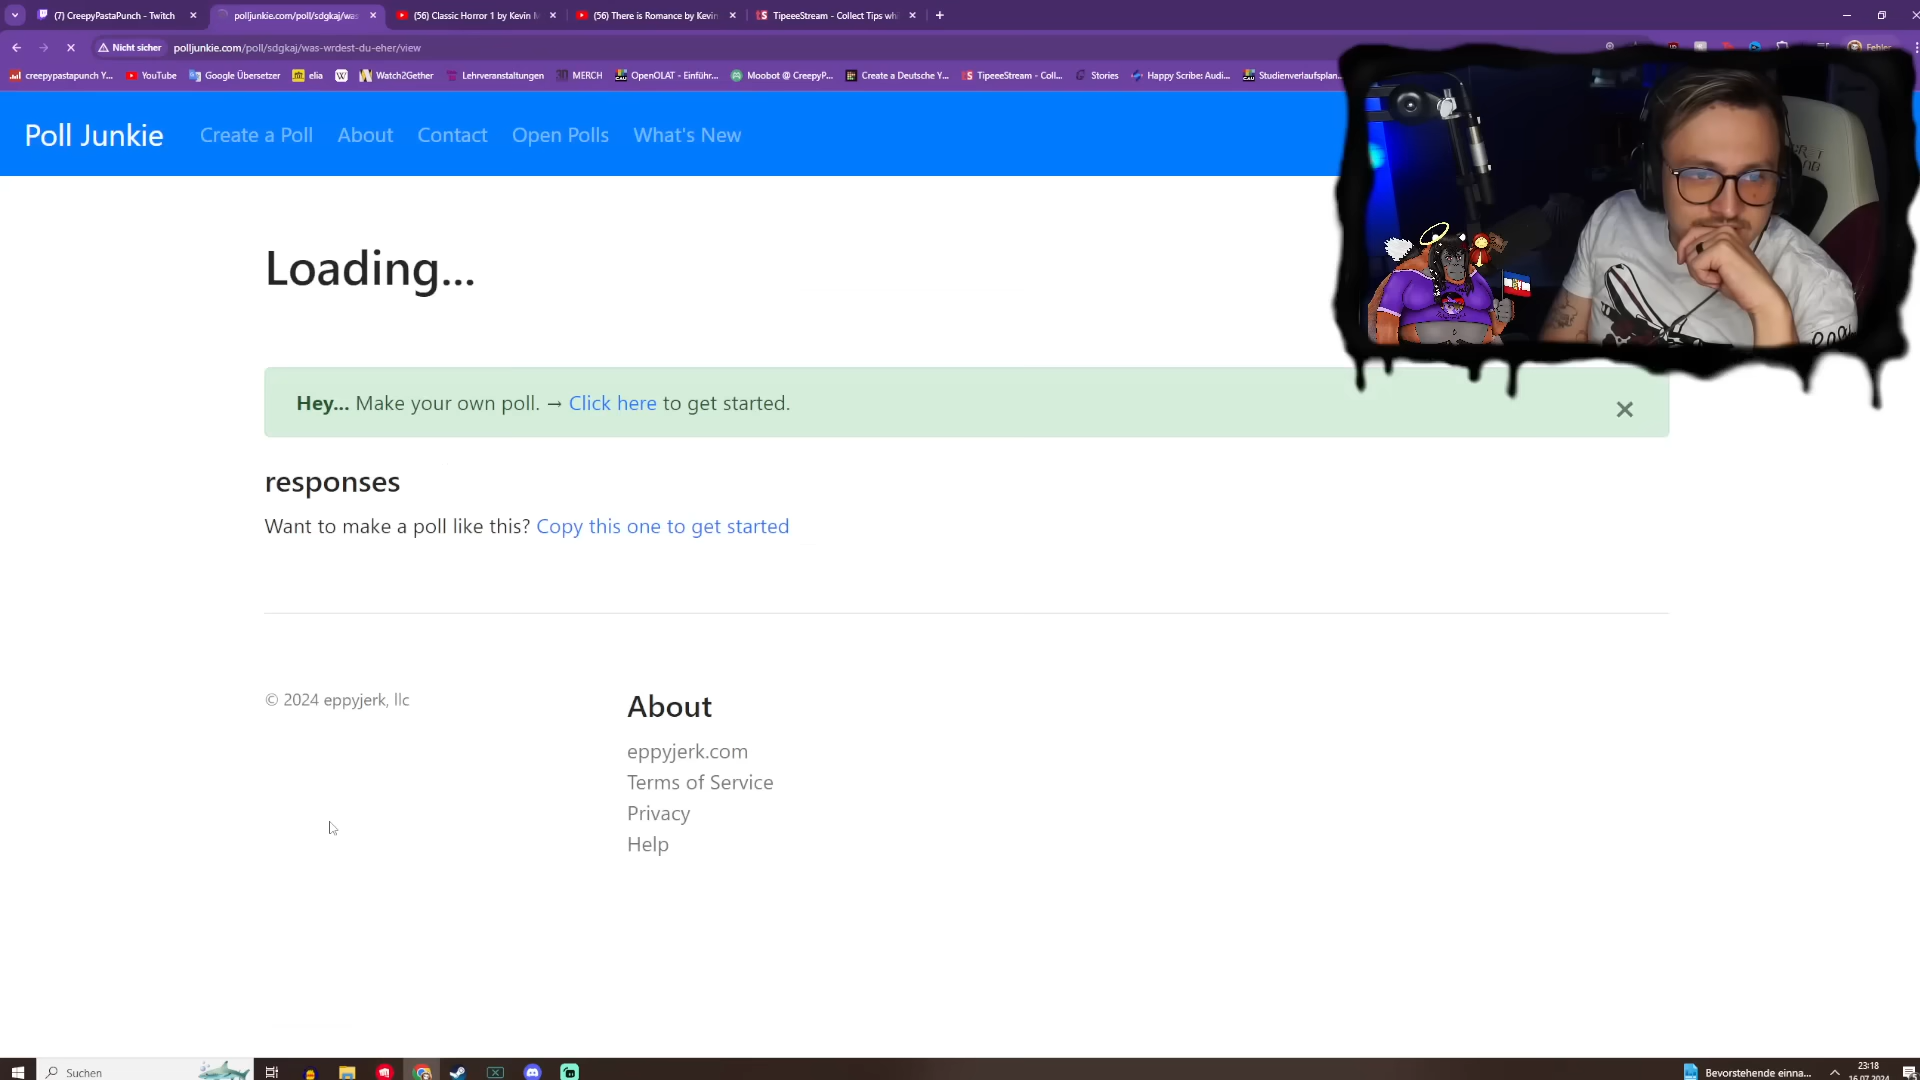 (7) CreepyPastaPunch - Twitch
polljunkie.com/poll/sdgkaj/was-
(56) Classic Horror 1 by Kevin
(56) There is Romance by Kevin
TipeeeStream - Collect Tips
Nicht sicher
polljunkie.com/poll/sdgkaj/was-wrdest-du-eher/view
Fehler
creepypastapunch Y...
YouTube
Google Übersetzer
elia
Watch2Gether
Lehrveranstaltungen
MERCH
OpenOLAT - Einführ...
Moobot @ CreepyP...
Create a Deutsche Y...
TipeeeStream - Coll...
Stories
Happy Scribe: Audi...
Studienverlaufsplan...
Poll Junkie
Create a Poll
About
Contact
Open Polls
What's New
Loading...
Hey... Make your own poll. → Click here to get started.
responses
Want to make a poll like this? Copy this one to get started
© 2024 eppyjerk, llc
About
eppyjerk.com
Terms of Service
Privacy
Help
Suchen
Bevorstehende einna...
23:18
16.07.2024